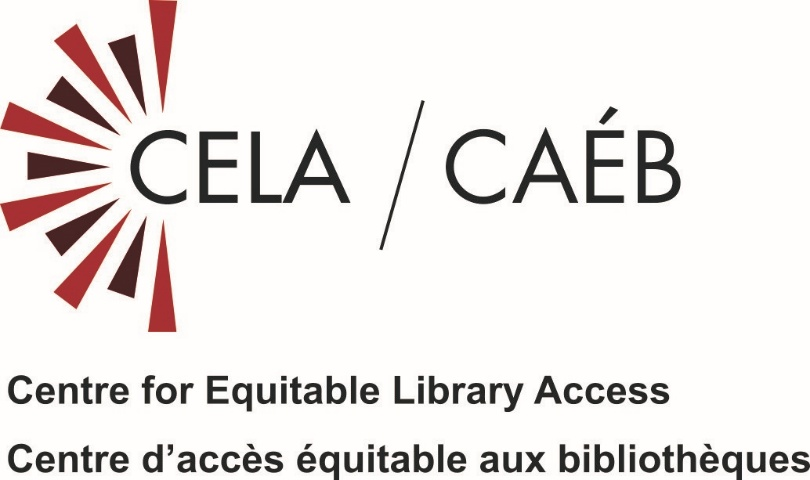 CELA / CAÉB
Centre for Equitable Library Access
Centre d’accès équitable aux bibliothèques